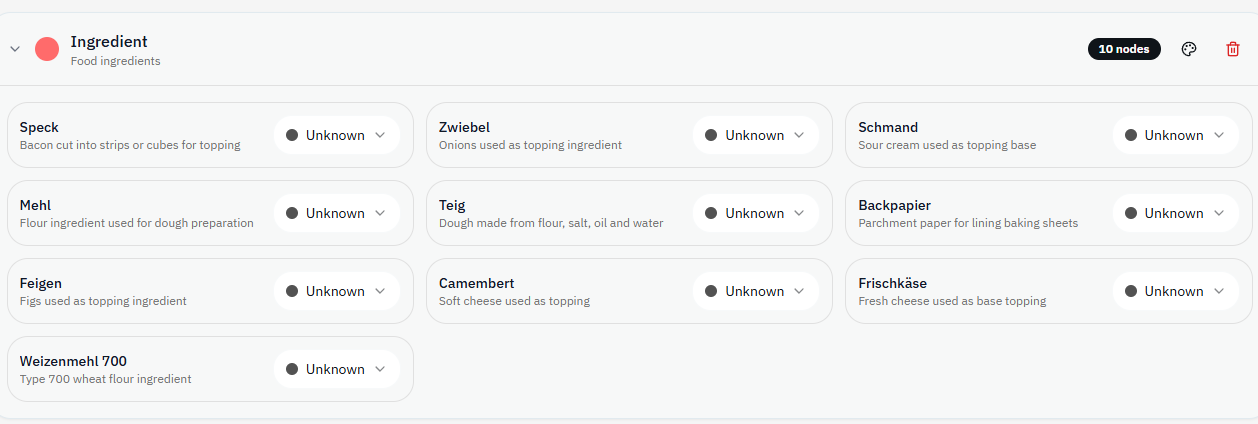 Ingredient
Food ingredients
10 nodes
Speck
Bacon cut into strips or cubes for topping
Unknown
Zwiebel
Onions used as topping ingredient
Unknown
Schmand
Sour cream used as topping base
Unknown
Mehl
Flour ingredient used for dough preparation
Unknown
Teig
Dough made from flour, salt, oil and water
Unknown
Backpapier
Parchment paper for lining baking sheets
Unknown
Feigen
Figs used as topping ingredient
Unknown
Camembert
Soft cheese used as topping
Unknown
Frischkäse
Fresh cheese used as base topping
Unknown
Weizenmehl 700
Type 700 wheat flour ingredient
Unknown